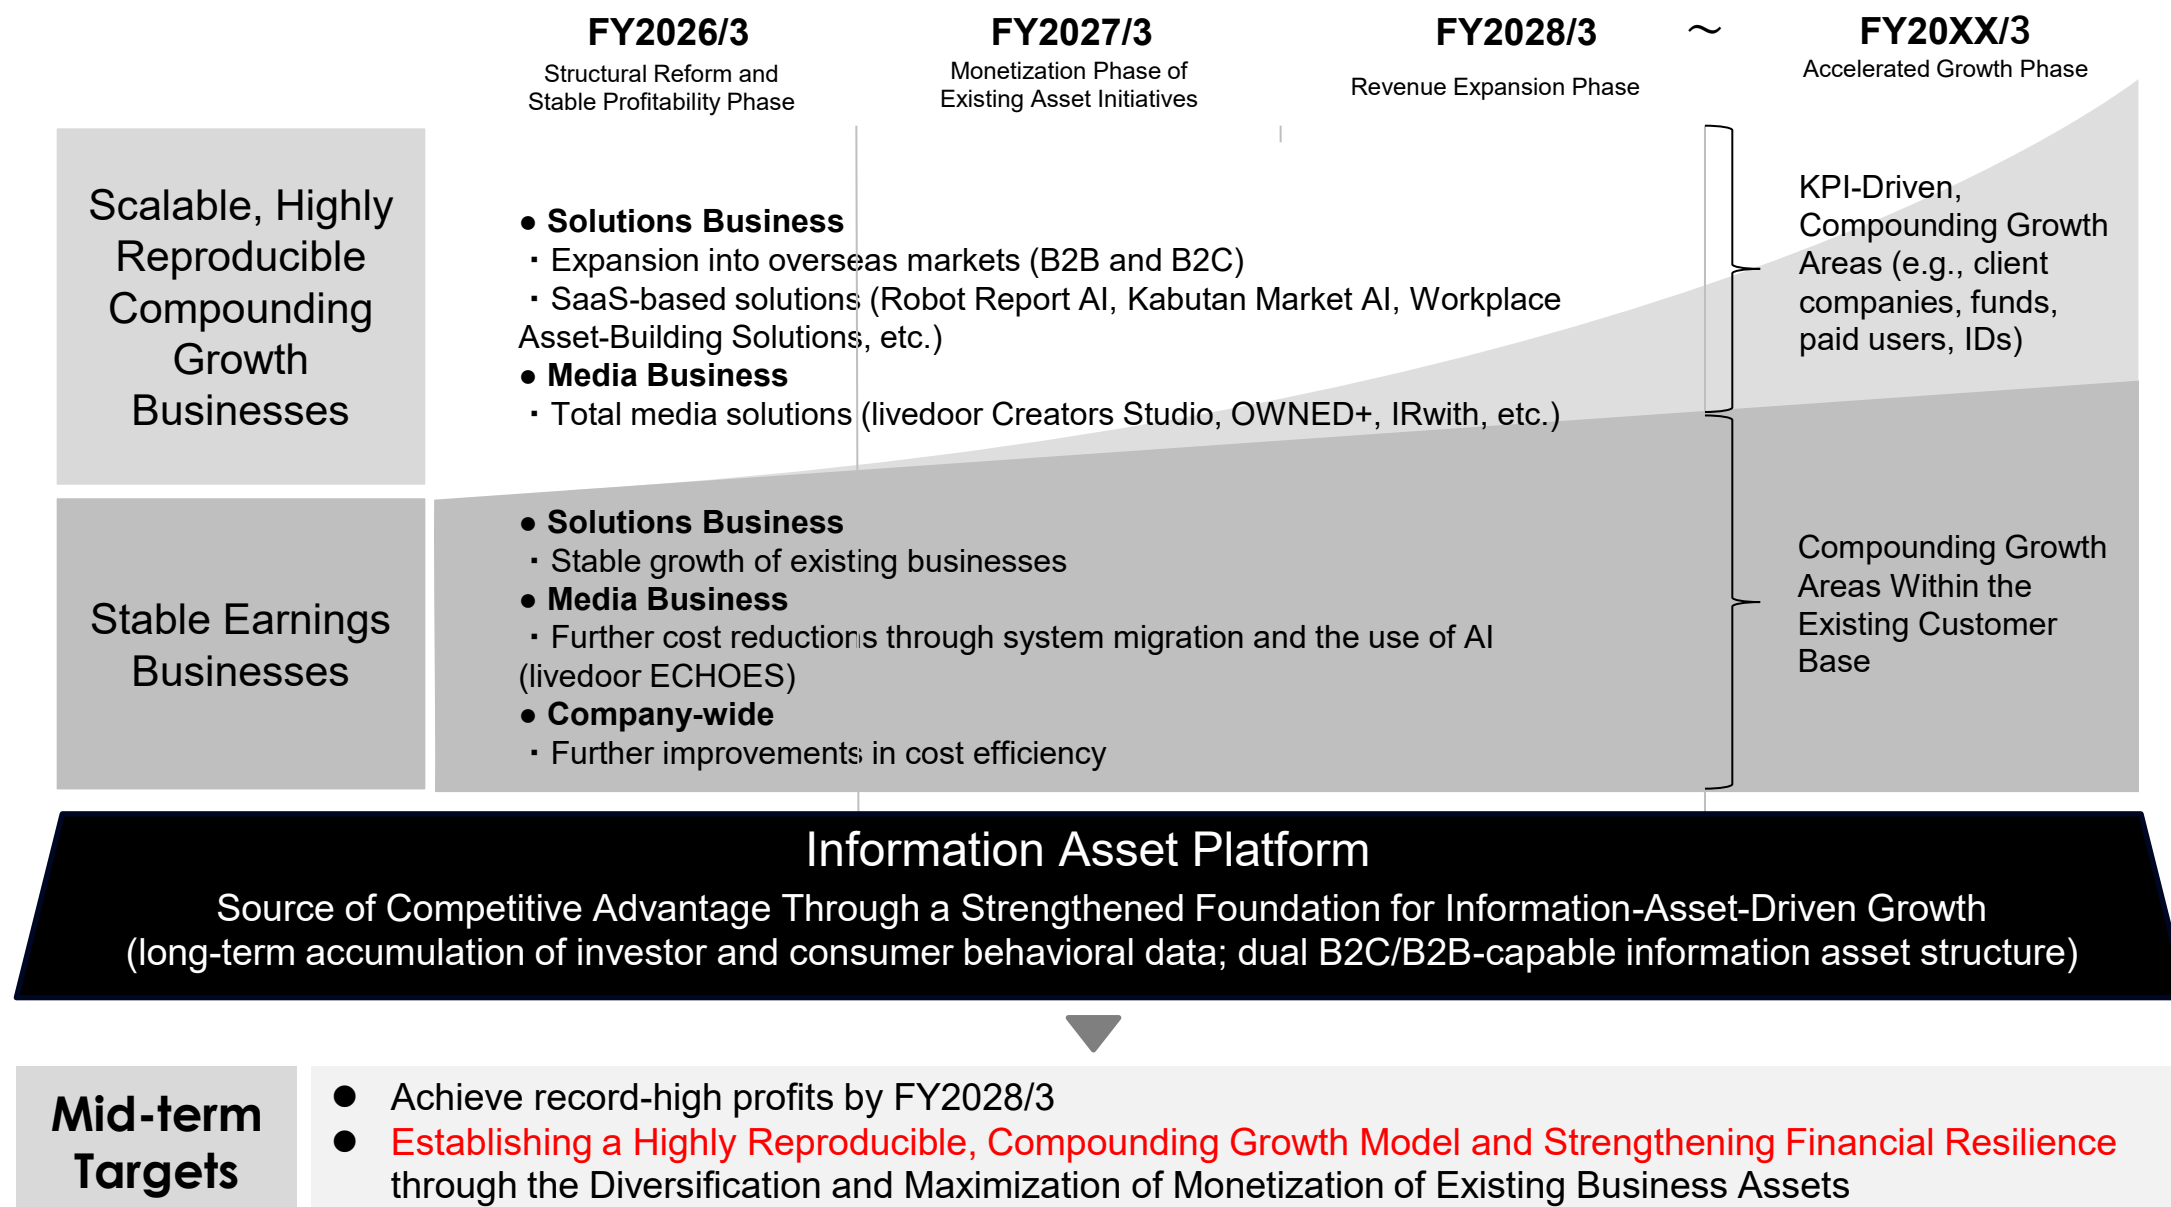 FY2026/3
Structural Reform and
Stable Profitability Phase
FY2027/3
Monetization Phase of
Existing Asset Initiatives
FY2028/3
Revenue Expansion Phase
～
FY20XX/3
Accelerated Growth Phase
Scalable, Highly
Reproducible
Compounding
Growth
Businesses
● Solutions Business
・Expansion into overseas markets (B2B and B2C)
・SaaS-based solutions (Robot Report AI, Kabutan Market AI, Workplace
Asset-Building Solutions, etc.)
● Media Business
・Total media solutions (livedoor Creators Studio, OWNED+, IRwith, etc.)
KPI-Driven,
Compounding Growth
Areas (e.g., client
companies, funds,
paid users, IDs)
Stable Earnings
Businesses
● Solutions Business
・Stable growth of existing businesses
● Media Business
・Further cost reductions through system migration and the use of AI
(livedoor ECHOES)
● Company-wide
・Further improvements in cost efficiency
Compounding Growth
Areas Within the
Existing Customer
Base
Information Asset Platform
Source of Competitive Advantage Through a Strengthened Foundation for Information-Asset-Driven Growth
(long-term accumulation of investor and consumer behavioral data; dual B2C/B2B-capable information asset structure)
Mid-term
Targets
● Achieve record-high profits by FY2028/3
● Establishing a Highly Reproducible, Compounding Growth Model and Strengthening Financial Resilience
through the Diversification and Maximization of Monetization of Existing Business Assets